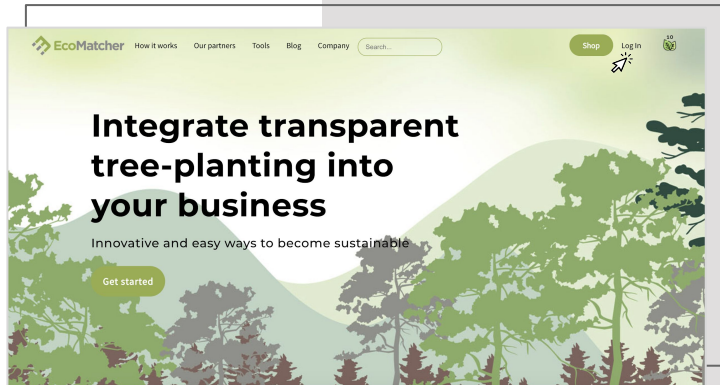 EcoMatcher How it works Our partners Tools Blog Company Search... Shop Log In 10
Integrate transparent
tree-planting into
your business
Innovative and easy ways to become sustainable
Get started